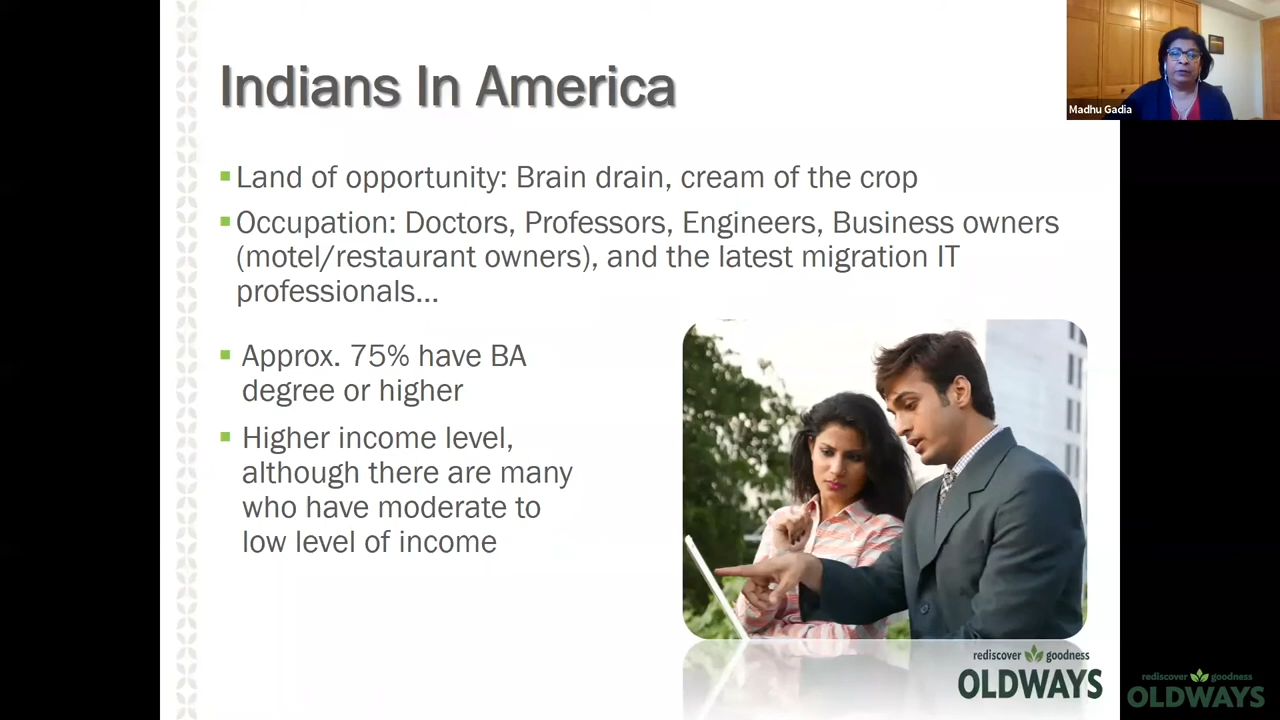 Indians In America
Land of opportunity: Brain drain, cream of the crop
Occupation: Doctors, Professors, Engineers, Business owners
(motel/restaurant owners), and the latest migration IT
professionals...
Approx. 75% have BA
degree or higher
Higher income level,
although there are many
who have moderate to
low level of income
Madhu Gadia
rediscover goodness
OLDWAYS
rediscover goodness
OLDWAYS